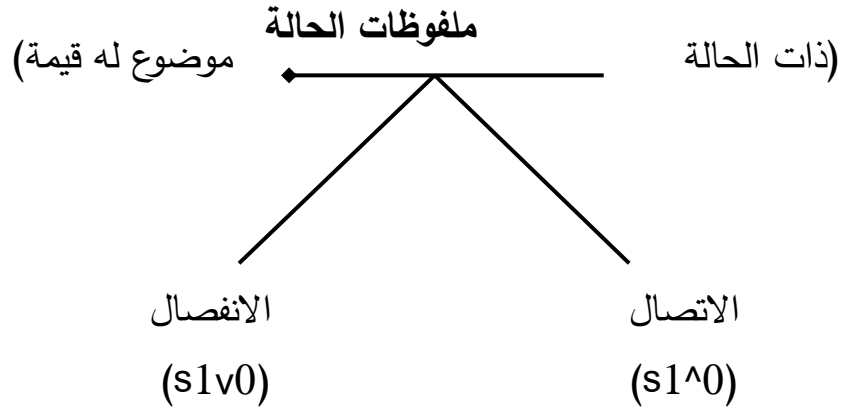 ملفوظات الحالة
(ذات الحالة موضوع له قيمة)
الاتصال الانفصال
(s1^0) (s1v0)